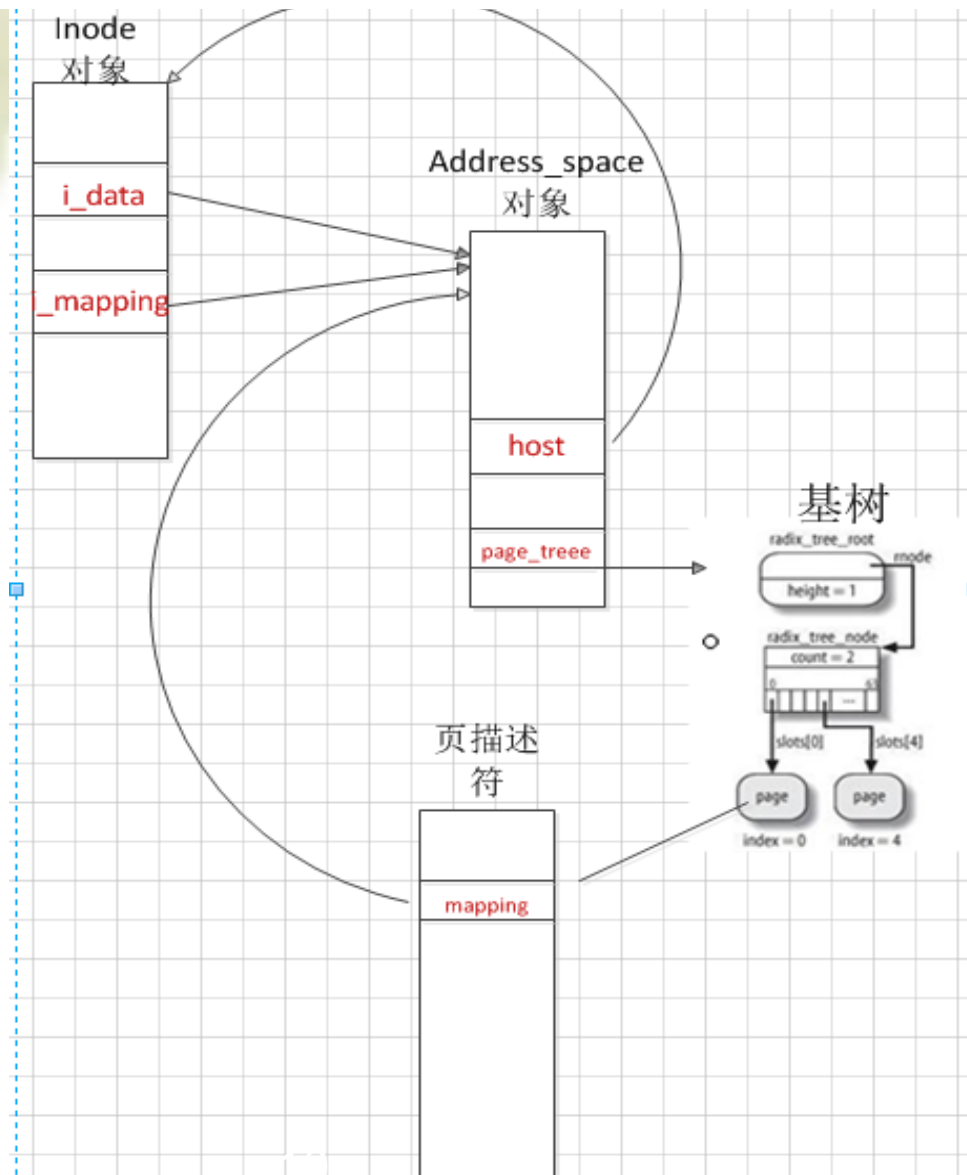 Inode
对象
i_data
i_mapping
Address_space
对象
host
page_treee
基树
radix_tree_root
rnode
height = 1
radix_tree_node
count = 2
0
63
...
slots[0]
slots[4]
page
page
index = 0
index = 4
页描述
符
mapping